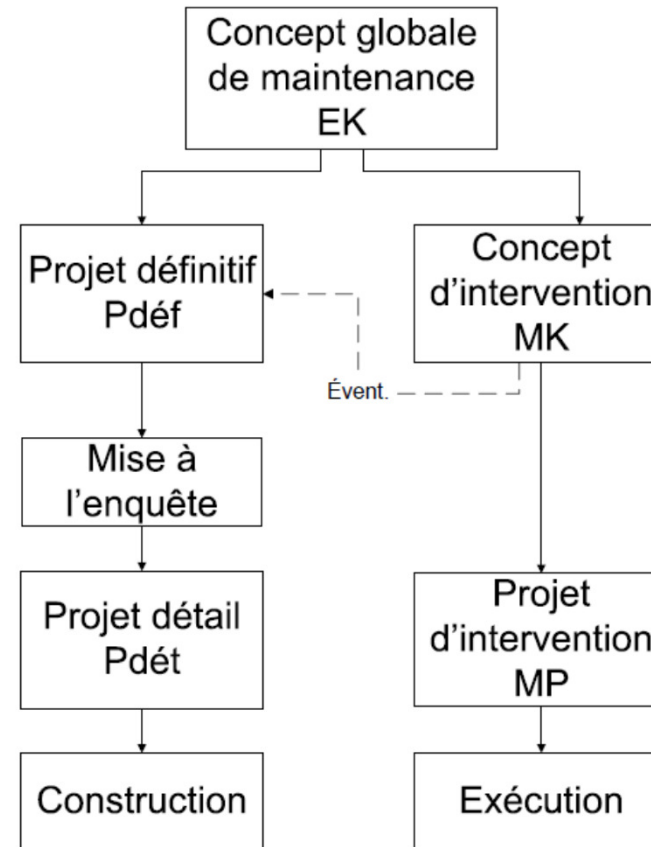 Concept globale
de maintenance
EK
Projet définitif
Pdéf
Concept
d'intervention
MK
Évent.
Mise à
l'enquête
Projet détail
Pdét
Projet
d'intervention
MP
Construction
Exécution